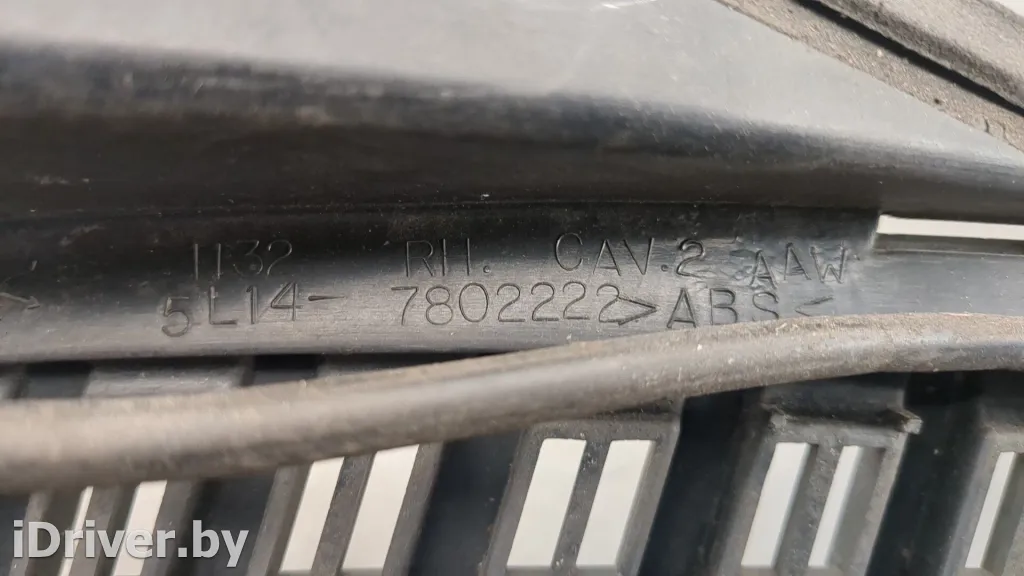 1132 RH. CAV.2 AAW
5L14-7802222 >ABS<
iDriver.by